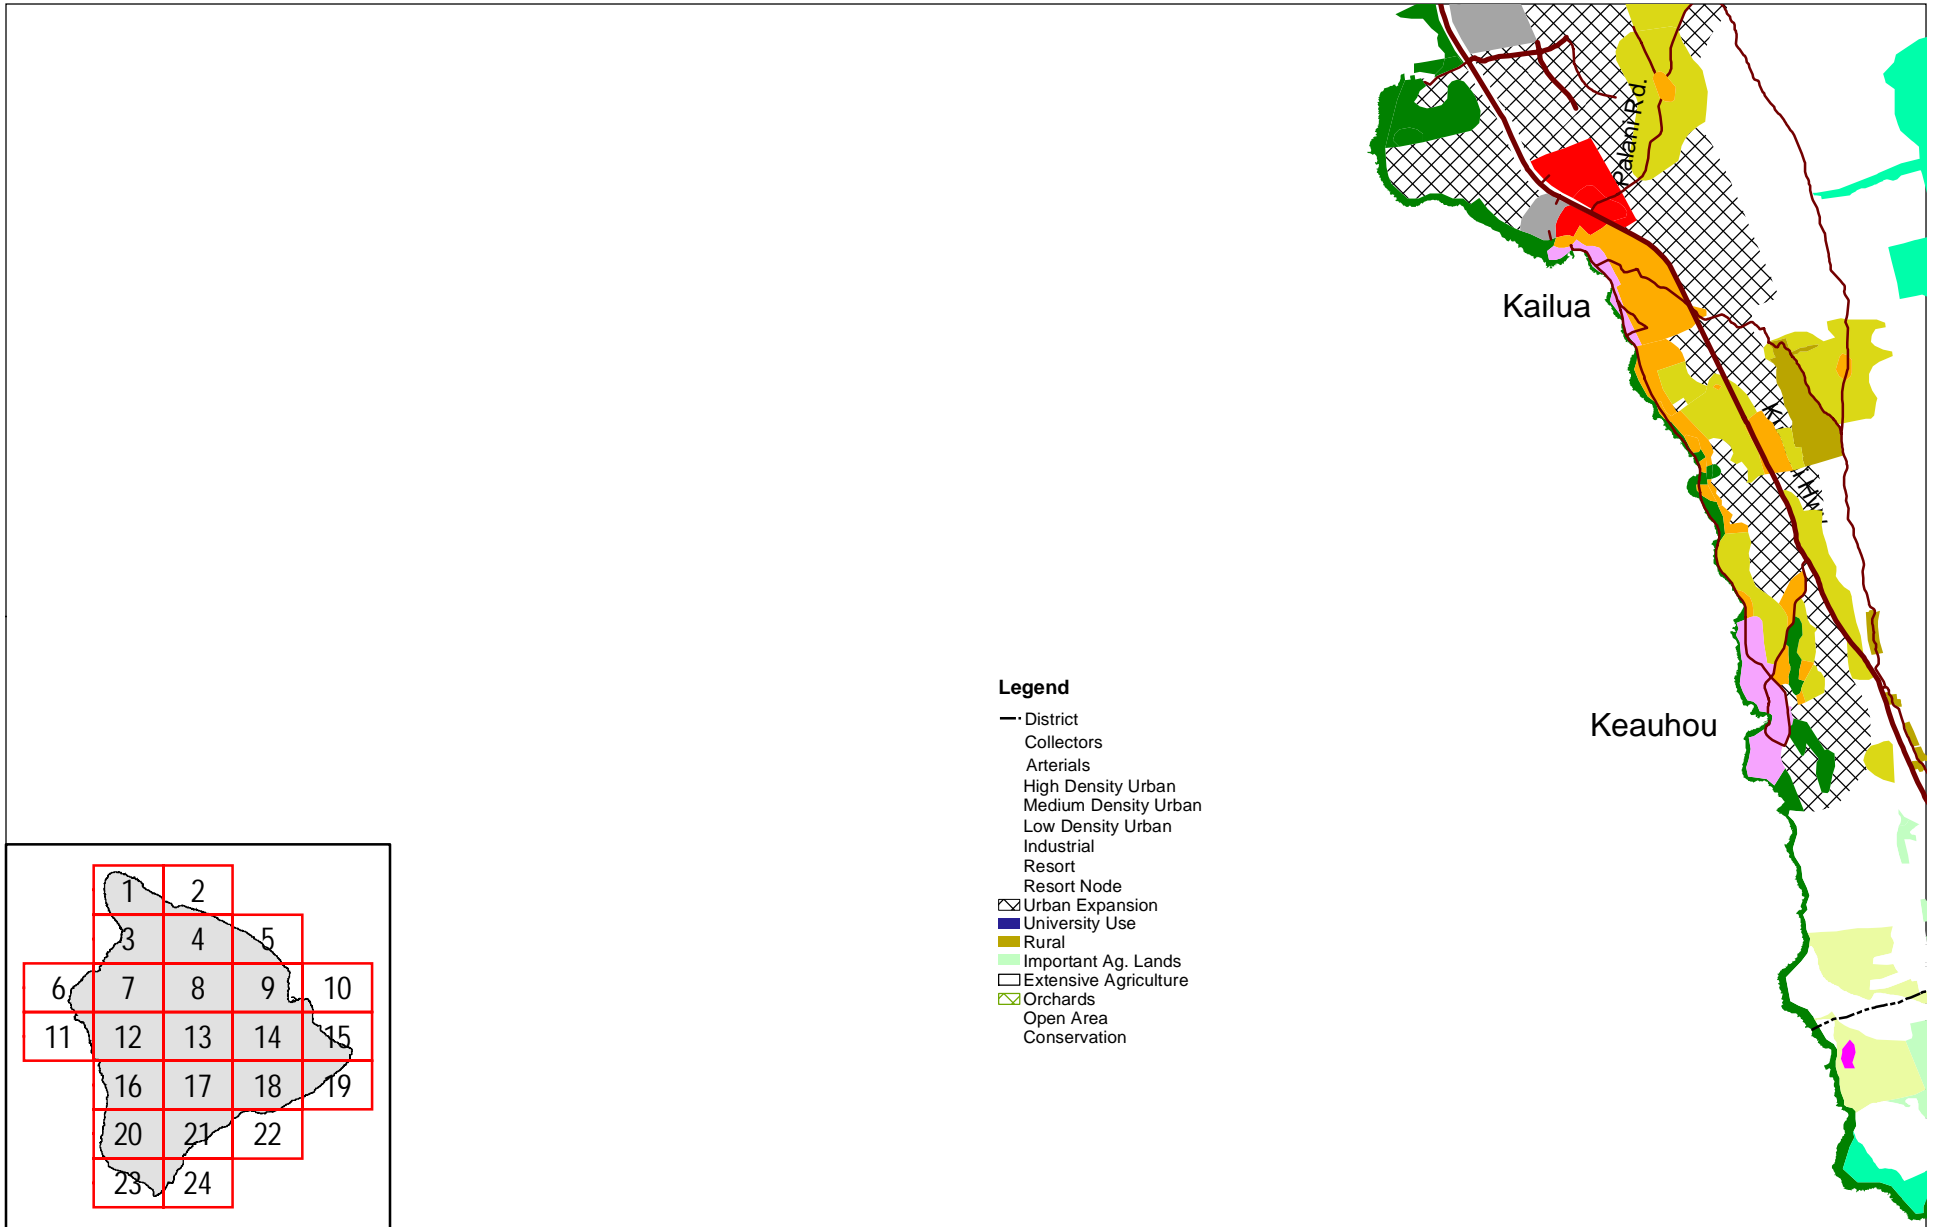 Palani Rd.
Kailua
K
Hwy
Keauhou
Legend
District
Collectors
Arterials
High Density Urban
Medium Density Urban
Low Density Urban
Industrial
Resort
Resort Node
Urban Expansion
University Use
Rural
Important Ag. Lands
Extensive Agriculture
Orchards
Open Area
Conservation
1 2
3 4 5
6 7 8 9 10
11 12 13 14 15
16 17 18 19
20 21 22
23 24